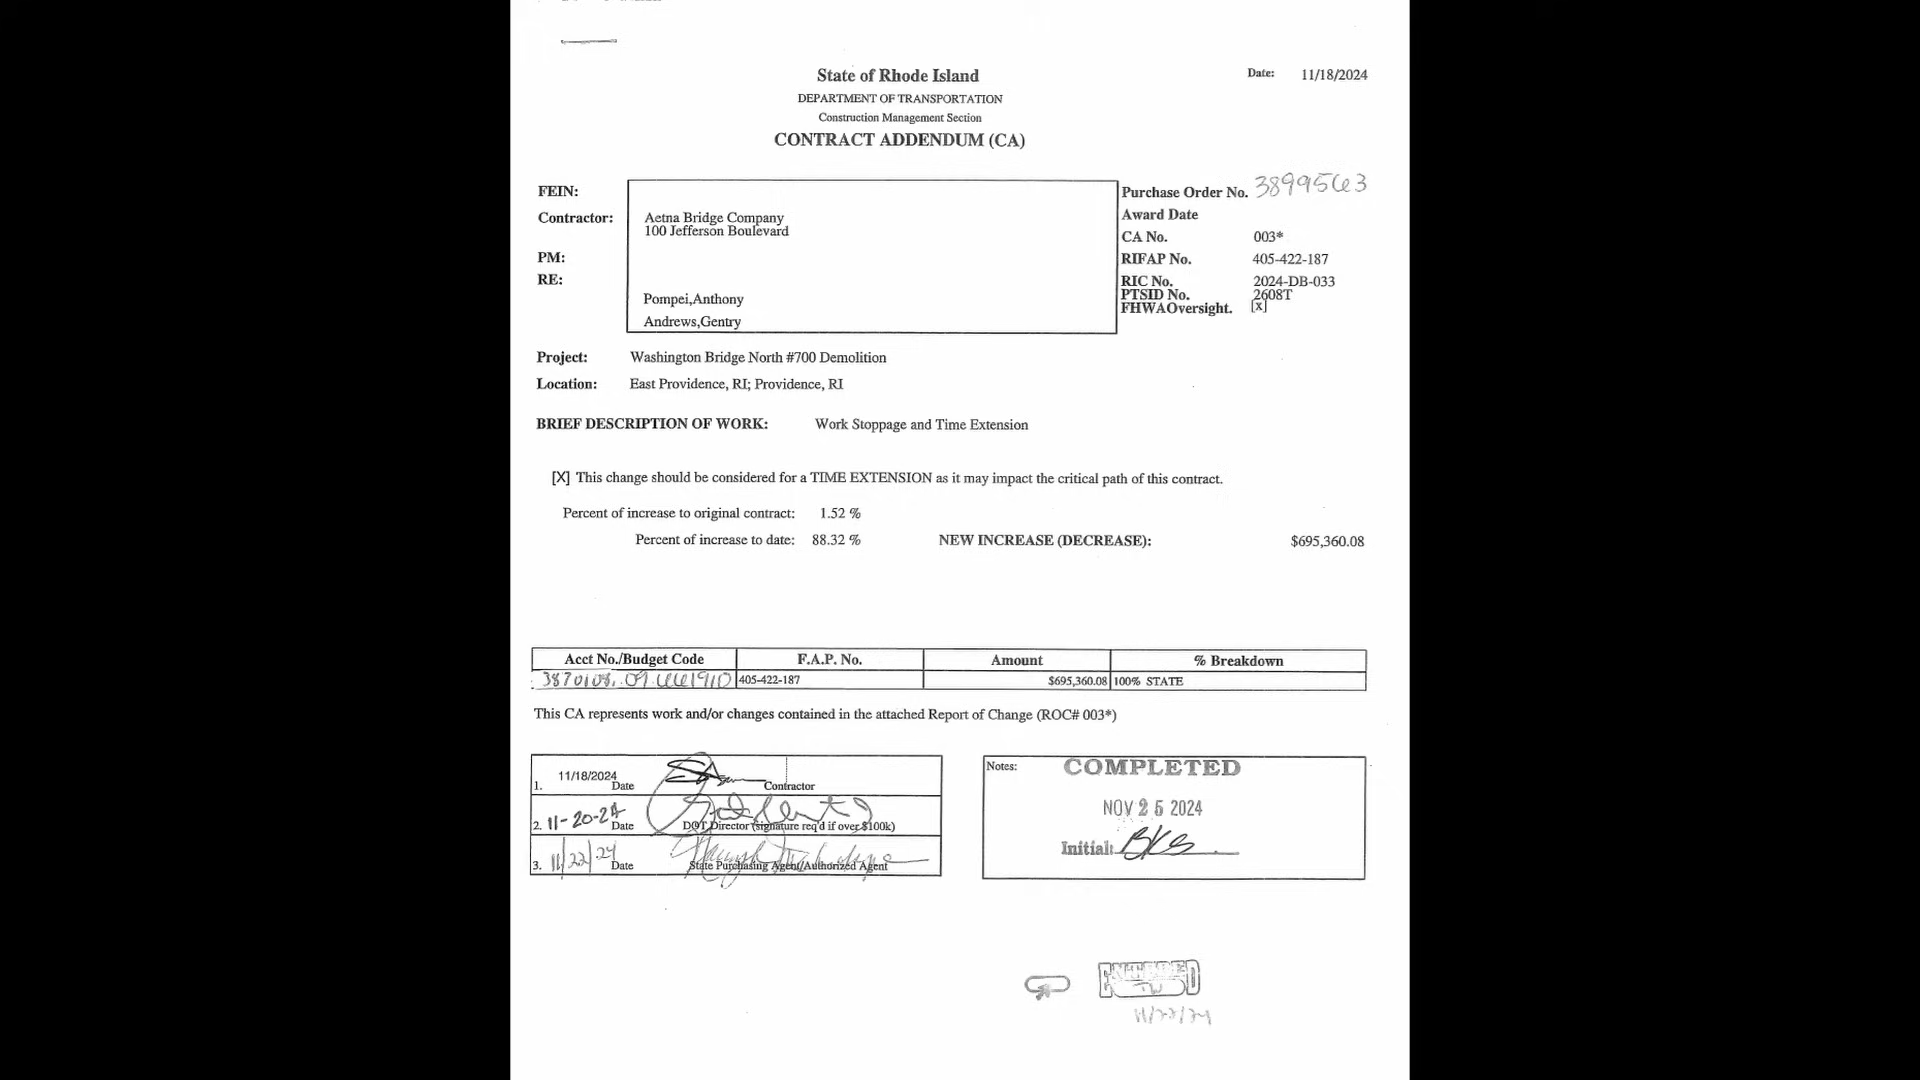 State of Rhode Island
Date: 11/18/2024
DEPARTMENT OF TRANSPORTATION
Construction Management Section
CONTRACT ADDENDUM (CA)
FEIN:
Purchase Order No. 3899563
Contractor: Aetna Bridge Company
100 Jefferson Boulevard
Award Date
CA No. 003*
PM:
RIFAP No. 405-422-187
RE:
RIC No. 2024-DB-033
PTSID No. 2608T
Pompei,Anthony
FHWAOversight. [x]
Andrews,Gentry
Project: Washington Bridge North #700 Demolition
Location: East Providence, RI; Providence, RI
BRIEF DESCRIPTION OF WORK: Work Stoppage and Time Extension
[X] This change should be considered for a TIME EXTENSION as it may impact the critical path of this contract.
Percent of increase to original contract: 1.52 %
Percent of increase to date: 88.32 % NEW INCREASE (DECREASE): $695,360.08
Acct No./Budget Code F.A.P. No. Amount % Breakdown
405-422-187 $695,360.08 100% STATE
This CA represents work and/or changes contained in the attached Report of Change (ROC# 003*)
1. 11/18/2024 Date Contractor
2. 11-20-24 Date DOT Director (signature req'd if over $100k)
3. 11/22/24 Date State Purchasing Agent/Authorized Agent
Notes: COMPLETED
NOV 25 2024
Initial: BKS
ENTERED
TW
11/22/24